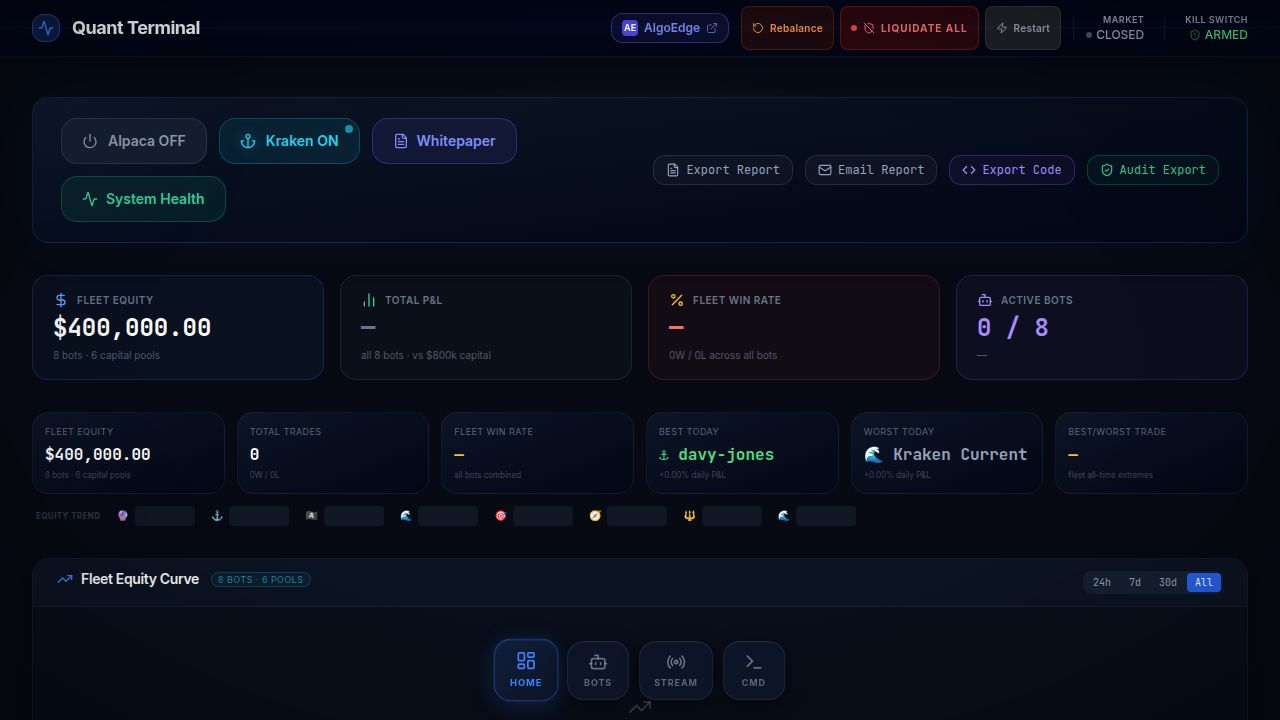 Quant Terminal
AE AlgoEdge
Rebalance
LIQUIDATE ALL
Restart
MARKET
CLOSED
KILL SWITCH
ARMED
Alpaca OFF
Kraken ON
Whitepaper
System Health
Export Report
Email Report
Export Code
Audit Export
FLEET EQUITY
$400,000.00
8 bots · 6 capital pools
TOTAL P&L
—
all 8 bots · vs $800k capital
FLEET WIN RATE
—
0W / 0L across all bots
ACTIVE BOTS
0 / 8
—
FLEET EQUITY
$400,000.00
8 bots · 6 capital pools
TOTAL TRADES
0
0W / 0L
FLEET WIN RATE
—
all bots combined
BEST TODAY
davy-jones
+0.00% daily P&L
WORST TODAY
Kraken Current
+0.00% daily P&L
BEST/WORST TRADE
—
fleet all-time extremes
EQUITY TREND
Fleet Equity Curve
8 BOTS · 6 POOLS
24h 7d 30d All
HOME
BOTS
STREAM
CMD